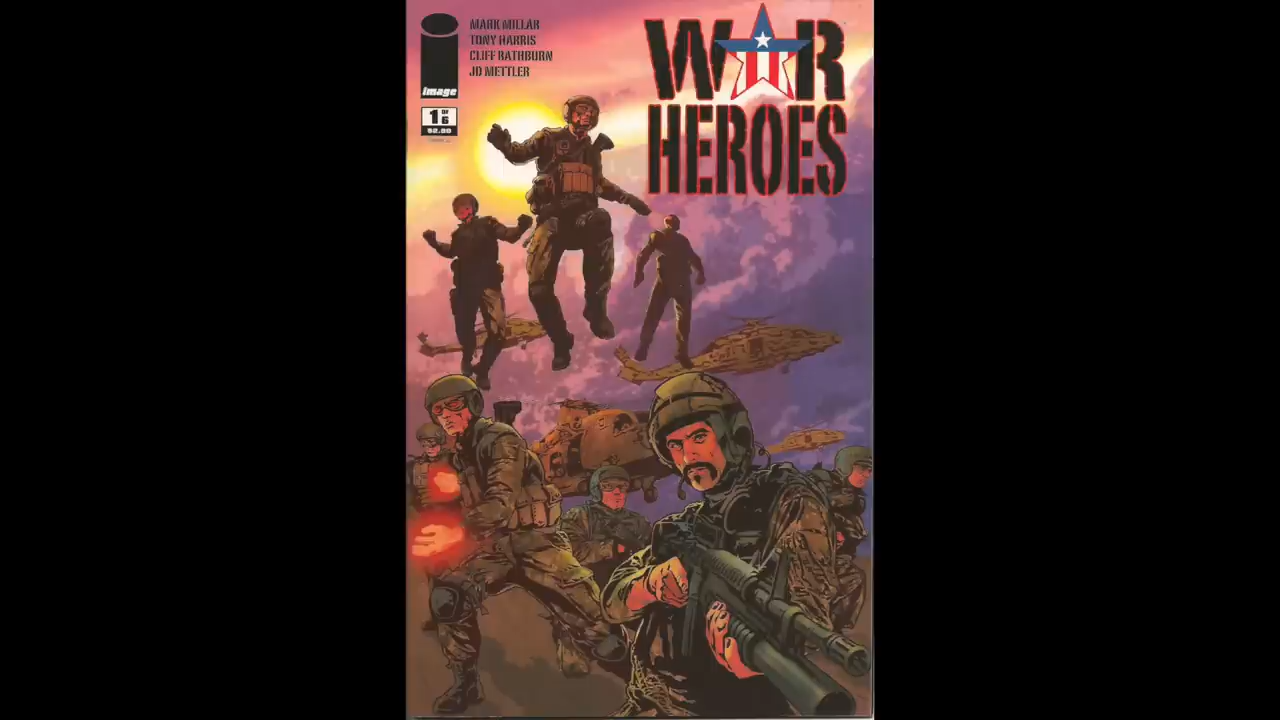 MARK MILLAR
TONY HARRIS
CLIFF RATHBURN
JD METTLER
image
1 OF 6
$2.99
WAR
HEROES